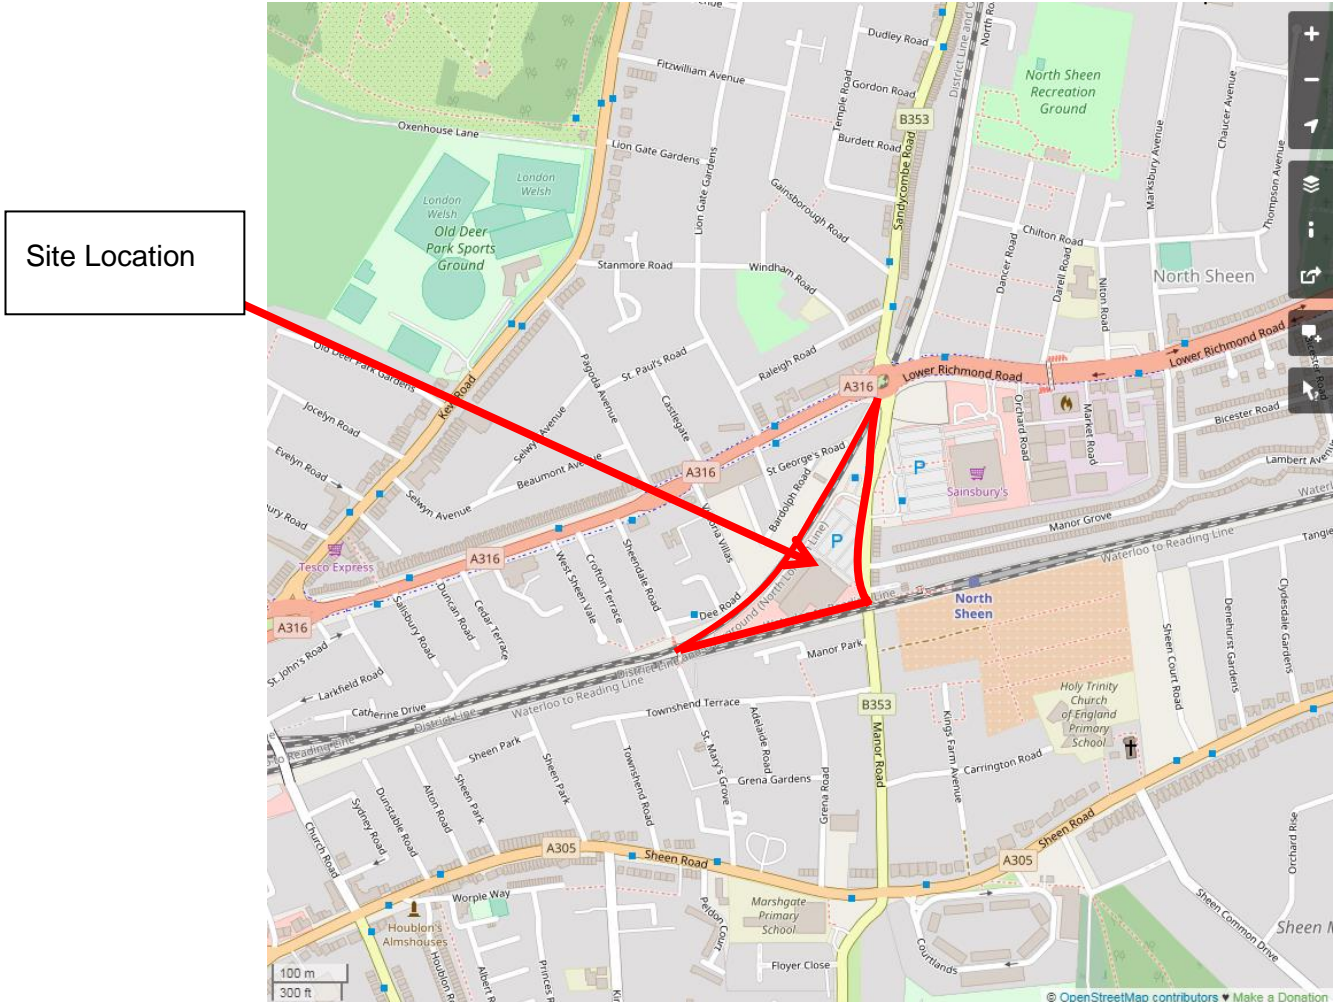 Site Location
Dudley Road
Fitzwilliam Avenue
Gordon Road
Temple Road
B353
Burdett Road
North Sheen
Recreation
Ground
Marksbury Avenue
Chaucer Avenue
Thompson Avenue
Oxenhouse Lane
Lion Gate Gardens
Lion Gate Gardens
London
Welsh
London
Welsh
Old Deer
Park Sports
Ground
Gainsborough Road
Sandycombe Road
Stanmore Road
Windham Road
Chilton Road
Dancer Road
Darell Road
Niton Road
North Sheen
Old Deer Park Gardens
Kew Road
Pagoda Avenue
St. Paul's Road
Raleigh Road
Castlegate
A316
Lower Richmond Road
Lower Richmond Road
Bicester Road
Bicester Road
Orchard Road
Market Road
Jocelyn Road
Evelyn Road
Selwyn Avenue
Selwyn Avenue
Beaumont Avenue
A316
St George's Road
Bardolph Road
Victoria Villas
P
P
Sainsbury's
Lambert Aven
Manor Grove
Waterloo to Reading Line
Tangie
Tesco Express
A316
A316
West Sheen Vale
Crofton Terrace
Sheendale Road
Dee Road
Salisbury Road
Duncan Road
Cedar Terrace
St. John's Road
Larkfield Road
Catherine Drive
District Line
Waterloo to Reading Line
North
Sheen
Manor Park
Sheen Court Road
Denehurst Gardens
Clydesdale Gardens
B353
Manor Road
Kings Farm Avenue
Holy Trinity
Church
of England
Primary
School
Carrington Road
Townshend Terrace
Adelaide Road
St. Mary's Grove
Grena Gardens
Grena Road
Sheen Park
Sheen Park
Sheen Park
Townshend Road
Alton Road
Dunstable Road
Sydney Road
Church Road
A305
Sheen Road
A305
Sheen Road
Orchard Rise
Worple Way
Houblon's
Almshouses
Houblon
Albert R
Princes R
Peldon Court
Marshgate
Primary
School
Floyer Close
Courtlands
Sheen Common Drive
Sheen
100 m
300 ft
© OpenStreetMap contributors ♥ Make a Donation